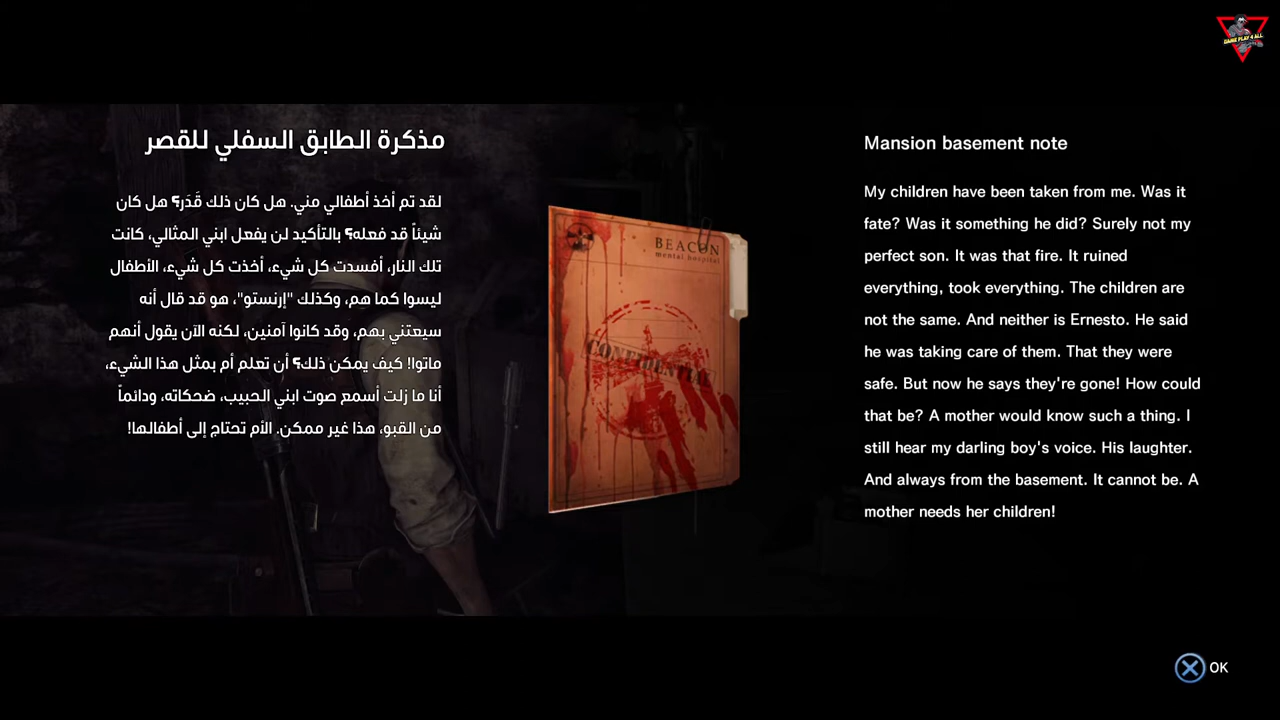 GAME PLAY 4 ALL
مذكرة الطابق السفلي للقصر
لقد تم أخذ أطفالي مني. هل كان ذلك قَدَر؟ هل كان
شيئاً قد فعله؟ بالتأكيد لن يفعل ابني المثالي، كانت
تلك النار، أفسدت كل شيء، أخذت كل شيء، الأطفال
ليسوا كما هم، وكذلك "إرنستو"، هو قد قال أنه
سيعتني بهم، وقد كانوا آمنين، لكنه الآن يقول أنهم
ماتوا! كيف يمكن ذلك؟ أن تعلم أم بمثل هذا الشيء،
أنا ما زلت أسمع صوت ابني الحبيب، ضحكاته، ودائماً
من القبو، هذا غير ممكن. الأم تحتاج إلى أطفالها!
BEACON
mental hospital
CONFIDENTIAL
Mansion basement note
My children have been taken from me. Was it
fate? Was it something he did? Surely not my
perfect son. It was that fire. It ruined
everything, took everything. The children are
not the same. And neither is Ernesto. He said
he was taking care of them. That they were
safe. But now he says they're gone! How could
that be? A mother would know such a thing. I
still hear my darling boy's voice. His laughter.
And always from the basement. It cannot be. A
mother needs her children!
OK